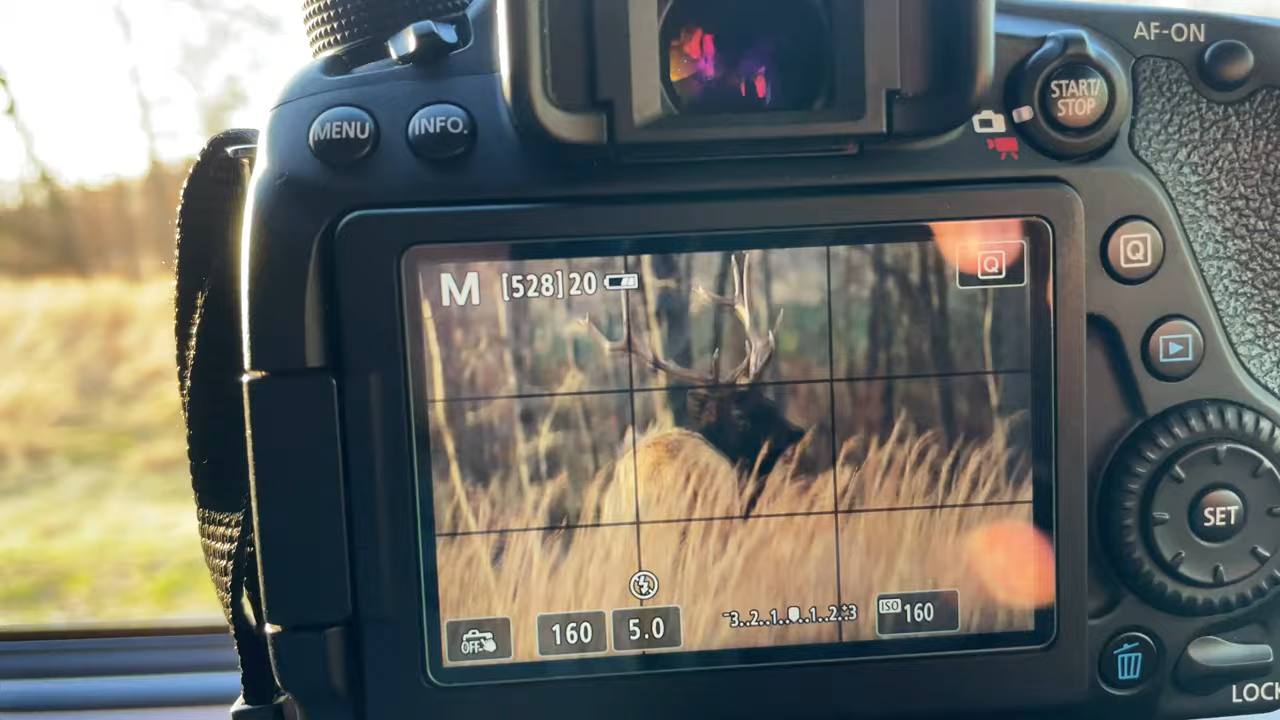 AF-ON
START/
STOP
MENU
INFO.
Q
M [528] 20
Q
SET
160 5.0
-3..2..1..0..1..2..3
ISO 160
OFF
LOCK